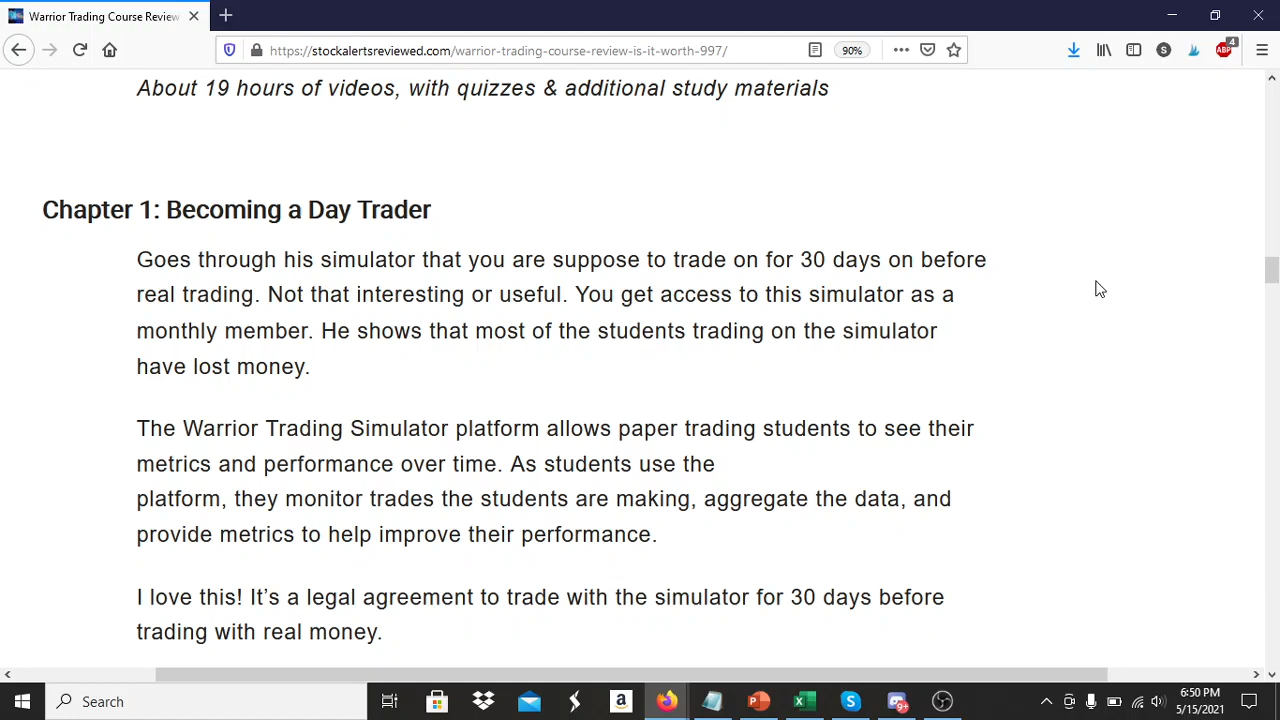 Warrior Trading Course Review
https://stockalertsreviewed.com/warrior-trading-course-review-is-it-worth-997/
90%
S
ABP
4
About 19 hours of videos, with quizzes & additional study materials
Chapter 1: Becoming a Day Trader
Goes through his simulator that you are suppose to trade on for 30 days on before
real trading. Not that interesting or useful. You get access to this simulator as a
monthly member. He shows that most of the students trading on the simulator
have lost money.
The Warrior Trading Simulator platform allows paper trading students to see their
metrics and performance over time. As students use the
platform, they monitor trades the students are making, aggregate the data, and
provide metrics to help improve their performance.
I love this! It’s a legal agreement to trade with the simulator for 30 days before
trading with real money.
Search
9+
6:50 PM
5/15/2021